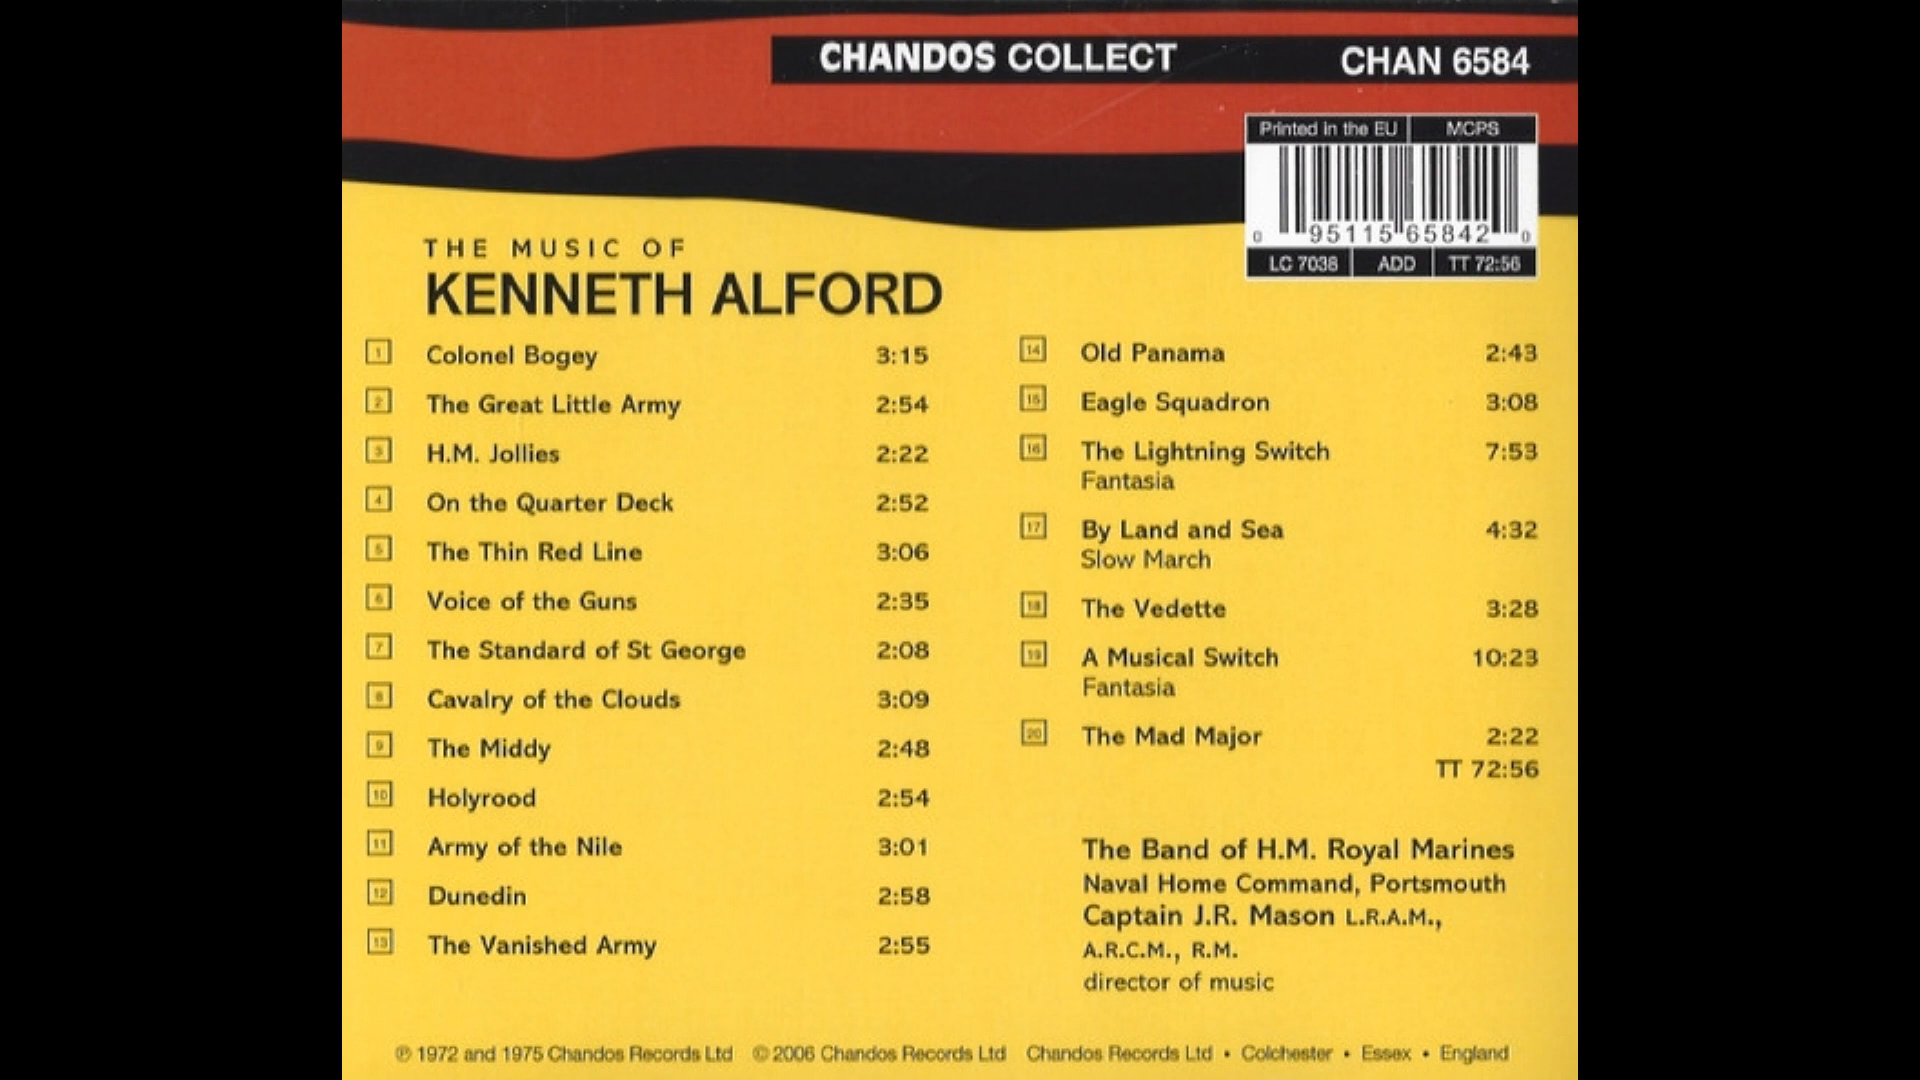 CHANDOS COLLECT CHAN 6584
Printed in the EU MCPS
0 95115 65842 0
LC 7038 ADD TT 72:56
THE MUSIC OF
KENNETH ALFORD
1 Colonel Bogey 3:15
2 The Great Little Army 2:54
3 H.M. Jollies 2:22
4 On the Quarter Deck 2:52
5 The Thin Red Line 3:06
6 Voice of the Guns 2:35
7 The Standard of St George 2:08
8 Cavalry of the Clouds 3:09
9 The Middy 2:48
10 Holyrood 2:54
11 Army of the Nile 3:01
12 Dunedin 2:58
13 The Vanished Army 2:55
14 Old Panama 2:43
15 Eagle Squadron 3:08
16 The Lightning Switch 7:53
Fantasia
17 By Land and Sea 4:32
Slow March
18 The Vedette 3:28
19 A Musical Switch 10:23
Fantasia
20 The Mad Major 2:22
TT 72:56
The Band of H.M. Royal Marines
Naval Home Command, Portsmouth
Captain J.R. Mason L.R.A.M.,
A.R.C.M., R.M.
director of music
℗ 1972 and 1975 Chandos Records Ltd © 2006 Chandos Records Ltd Chandos Records Ltd • Colchester • Essex • England